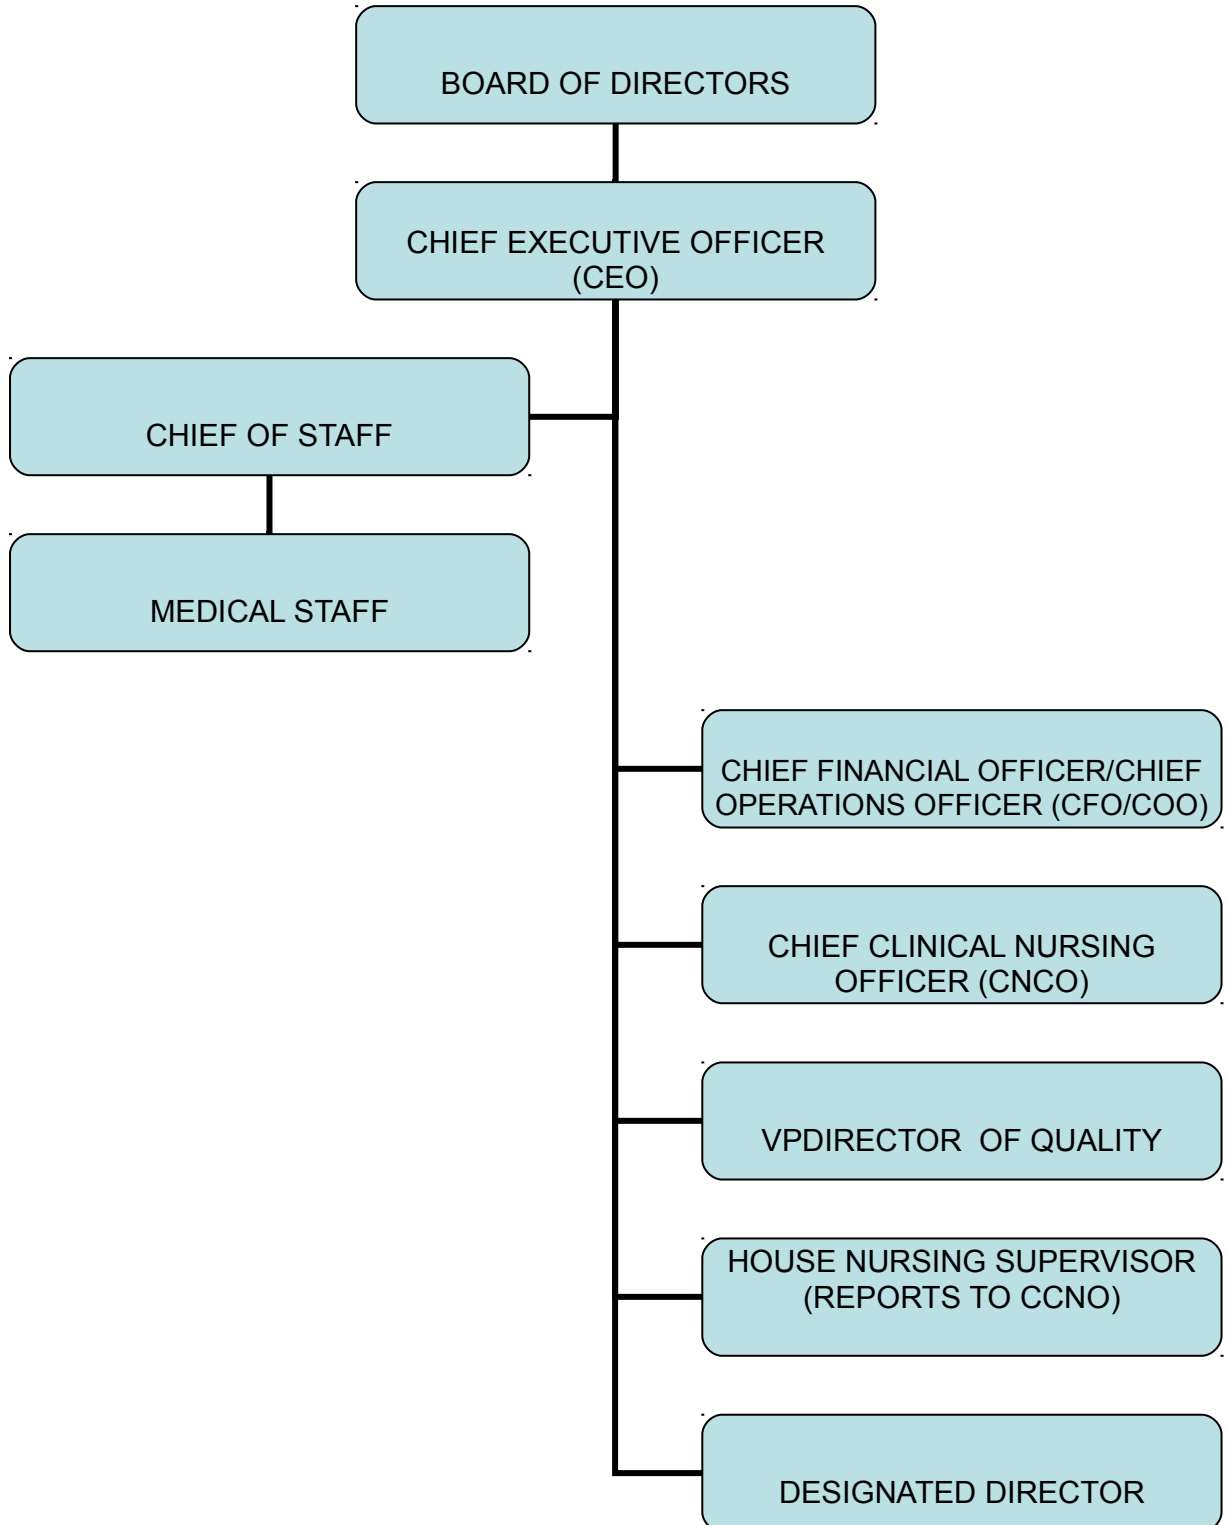 BOARD OF DIRECTORS
CHIEF EXECUTIVE OFFICER
(CEO)
CHIEF OF STAFF
MEDICAL STAFF
CHIEF FINANCIAL OFFICER/CHIEF
OPERATIONS OFFICER (CFO/COO)
CHIEF CLINICAL NURSING
OFFICER (CNCO)
VPDIRECTOR  OF QUALITY
HOUSE NURSING SUPERVISOR
(REPORTS TO CCNO)
DESIGNATED DIRECTOR